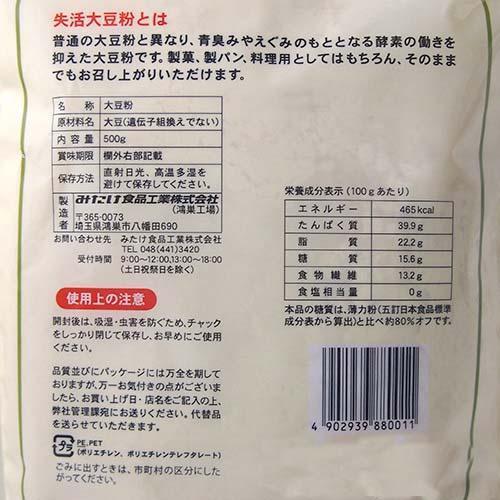 失活大豆粉とは
普通の大豆粉と異なり、青臭みやえぐみのもととなる酵素の働きを
抑えた大豆粉です。製菓、製パン、料理用としてはもちろん、そのまま
でもお召し上がりいただけます。
名称 大豆粉
原材料名 大豆(遺伝子組換えでない)
内容量 500g
賞味期限 欄外右部記載
保存方法 直射日光、高温多湿を
避けて保存してください。
製造者 みたけ食品工業株式会社
(鴻巣工場)
〒365-0073
埼玉県鴻巣市八幡田690
お問い合わせ先 みたけ食品工業株式会社
TEL 048(441)3420
受付時間 9:00〜12:00、13:00〜18:00
(土日祝祭日を除く)
栄養成分表示(100gあたり)
エネルギー 465kcal
たんぱく質 39.9g
脂質 22.2g
糖質 15.6g
食物繊維 13.2g
食塩相当量 0g
本品の糖質は、薄力粉(五訂日本食品標準
成分表から算出)と比べ約80%オフです。
使用上の注意
開封後は、吸湿・虫害を防ぐため、チャック
をしっかり閉じて保存し、お早めにご使用
ください。
品質並びにパッケージには万全を期して
おりますが、万一お気付きの点がございま
したら、お買い上げ日・店名をご記入の上、
弊社管理課宛にお送りください。代替品
を送らせていただきます。
プラ
PE,PET
(ポリエチレン、ポリエチレンテレフタレート)
ごみに出すときは、市町村の区分にした
がってください。
4902939880011